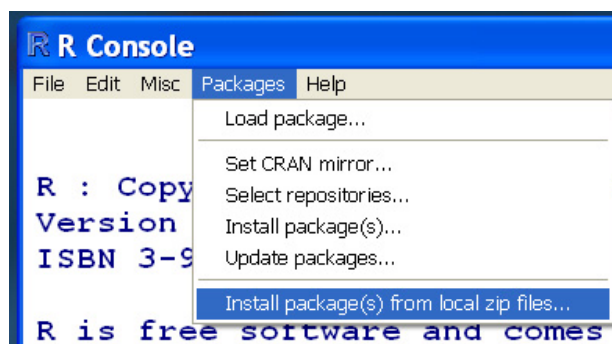 R R Console
File Edit Misc Packages Help
Load package...
Set CRAN mirror...
Select repositories...
Install package(s)...
Update packages...
Install package(s) from local zip files...
R : Copy
Version
ISBN 3-9
R is free software and comes